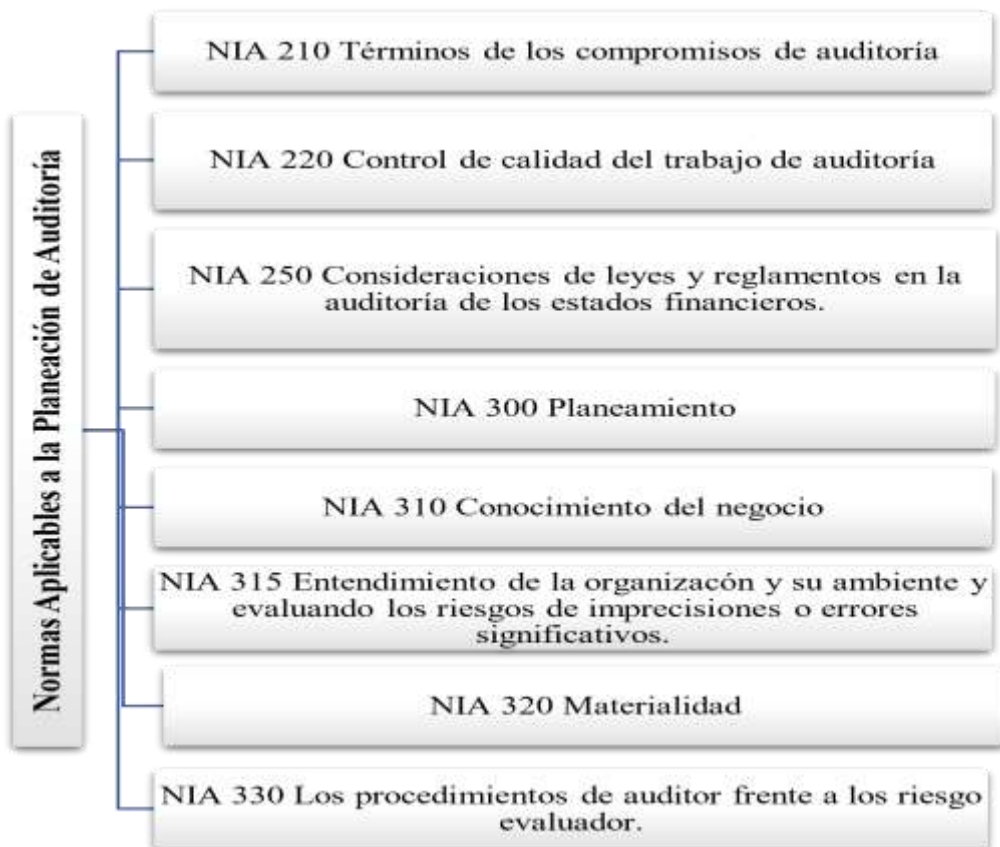 Normas Aplicables a la Planeación de Auditoría
NIA 210 Términos de los compromisos de auditoría
NIA 220 Control de calidad del trabajo de auditoría
NIA 250 Consideraciones de leyes y reglamentos en la
auditoría de los estados financieros.
NIA 300 Planeamiento
NIA 310 Conocimiento del negocio
NIA 315 Entendimiento de la organizacón y su ambiente y
evaluando los riesgos de imprecisiones o errores
significativos.
NIA 320 Materialidad
NIA 330 Los procedimientos de auditor frente a los riesgo
evaluador.